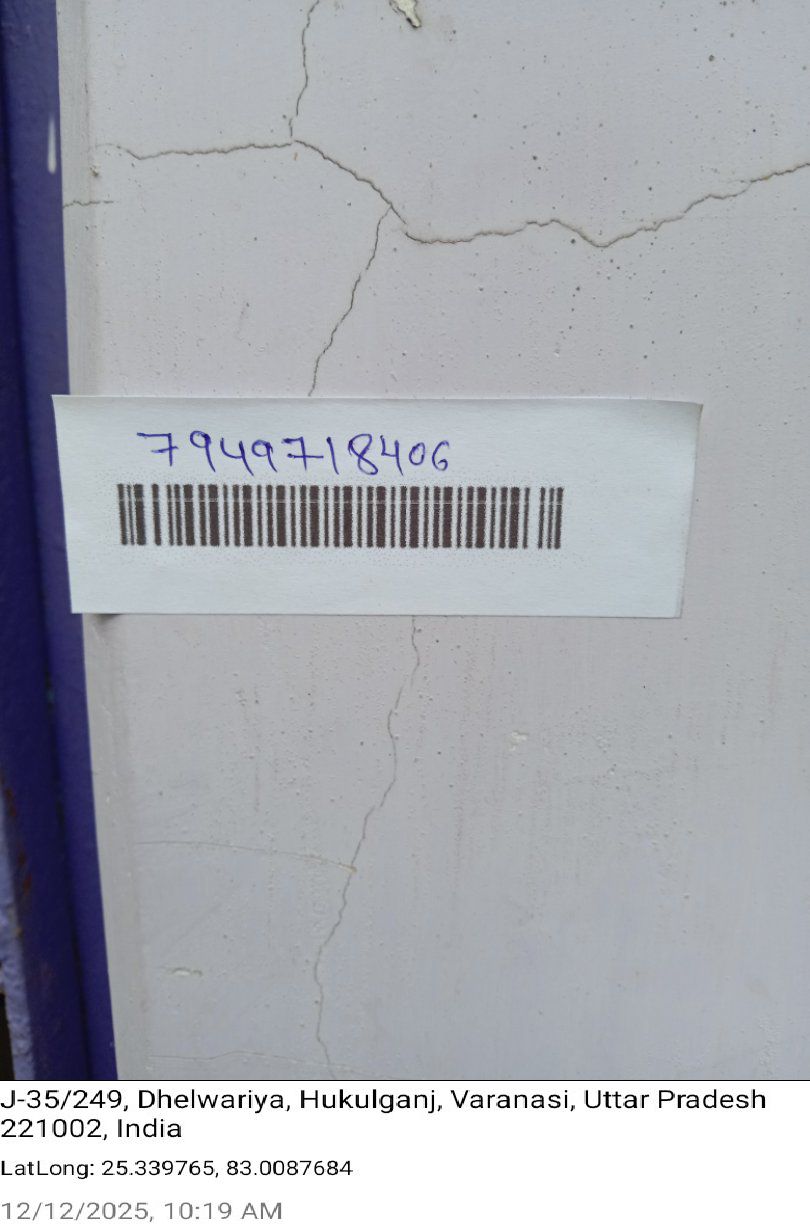 7949718406
J-35/249, Dhelwariya, Hukulganj, Varanasi, Uttar Pradesh
221002, India
LatLong: 25.339765, 83.0087684
12/12/2025, 10:19 AM